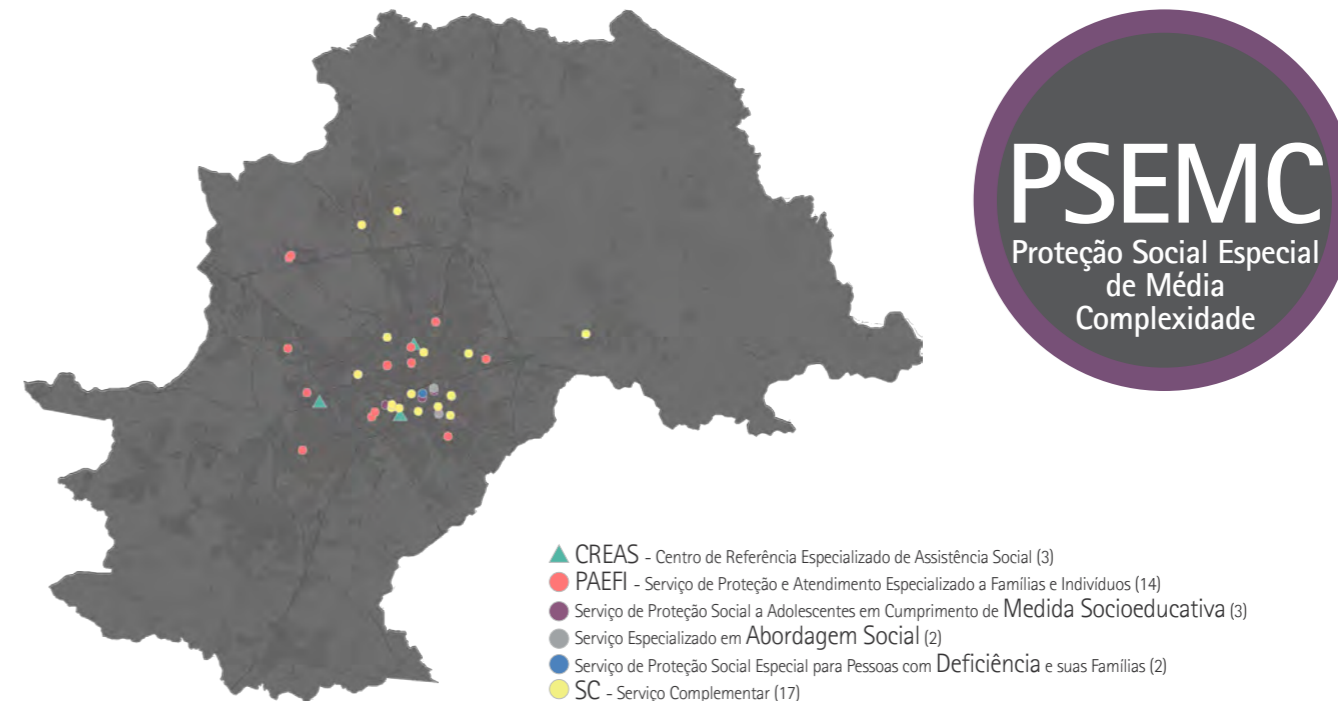 PSEMC
Proteção Social Especial
de Média
Complexidade
CREAS - Centro de Referência Especializado de Assistência Social (3)
PAEFI - Serviço de Proteção e Atendimento Especializado a Famílias e Indivíduos (14)
Serviço de Proteção Social a Adolescentes em Cumprimento de Medida Socioeducativa (3)
Serviço Especializado em Abordagem Social (2)
Serviço de Proteção Social Especial para Pessoas com Deficiência e suas Famílias (2)
SC - Serviço Complementar (17)